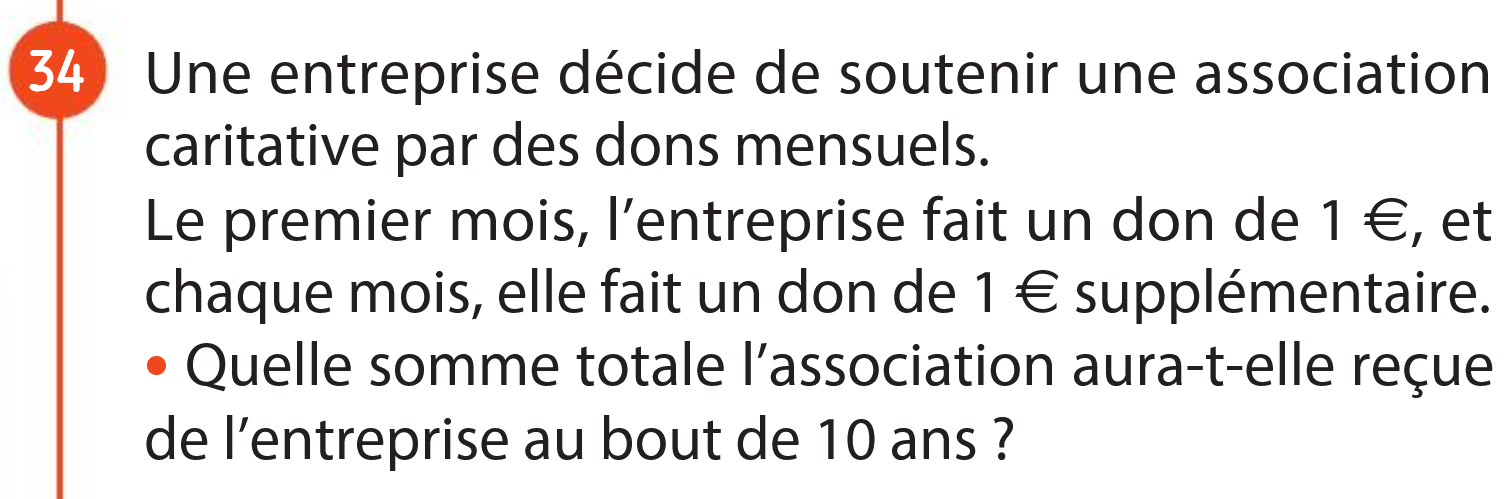 34 Une entreprise décide de soutenir une association
caritative par des dons mensuels.
Le premier mois, l’entreprise fait un don de 1 €, et
chaque mois, elle fait un don de 1 € supplémentaire.
• Quelle somme totale l’association aura-t-elle reçue
de l’entreprise au bout de 10 ans ?